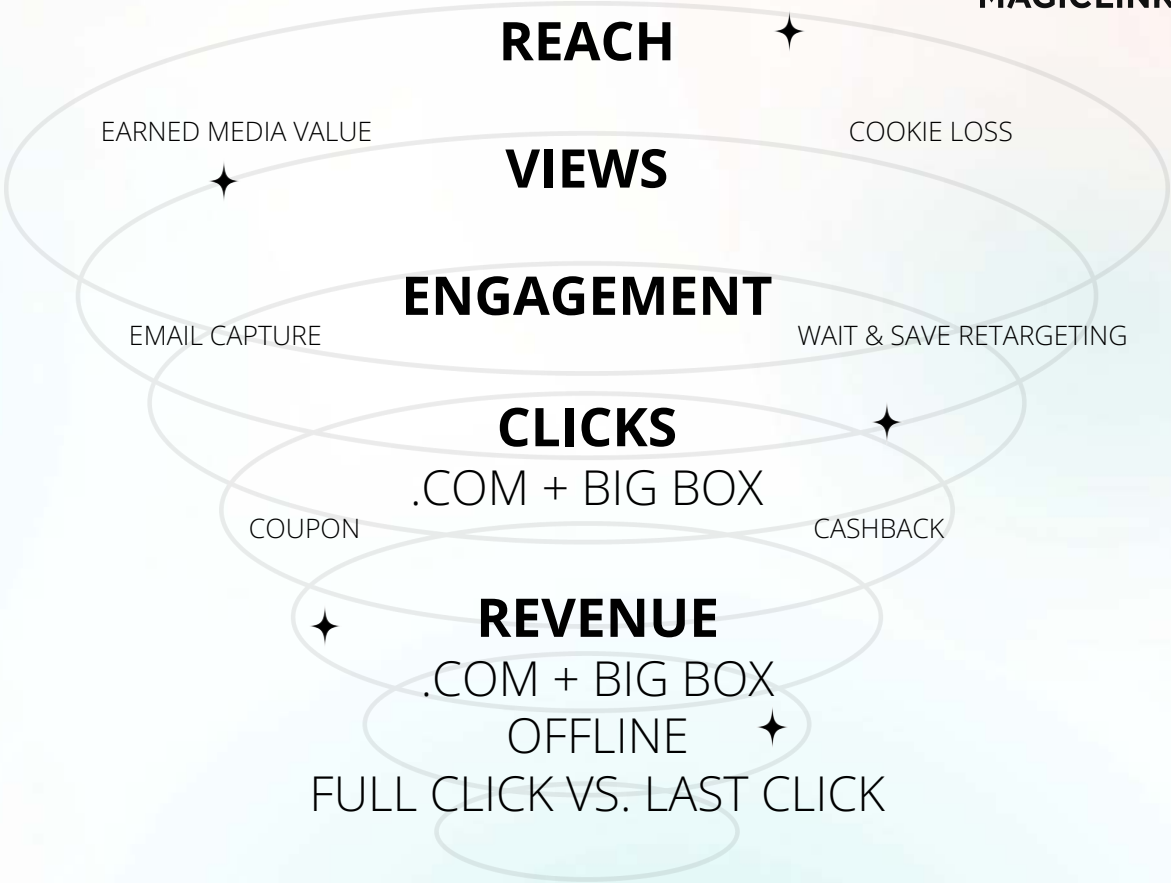 MAGICLINK
REACH
EARNED MEDIA VALUE
COOKIE LOSS
VIEWS
ENGAGEMENT
EMAIL CAPTURE
WAIT & SAVE RETARGETING
CLICKS
.COM + BIG BOX
COUPON
CASHBACK
REVENUE
.COM + BIG BOX
OFFLINE
FULL CLICK VS. LAST CLICK